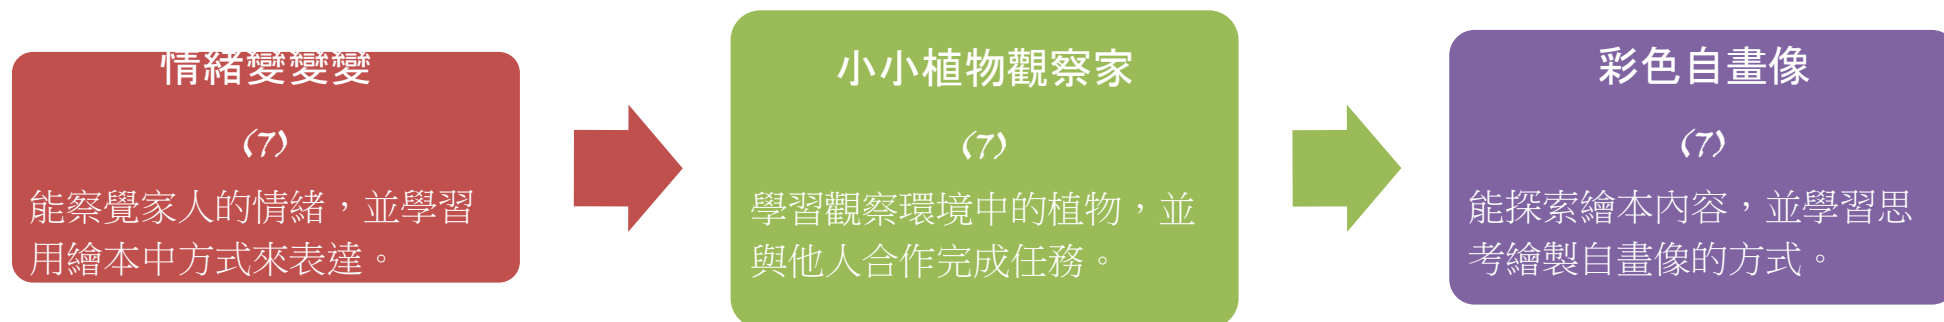 情緒變變變
(7)
能察覺家人的情緒，並學習
用繪本中方式來表達。
小小植物觀察家
(7)
學習觀察環境中的植物，並
與他人合作完成任務。
彩色自畫像
(7)
能探索繪本內容，並學習思
考繪製自畫像的方式。